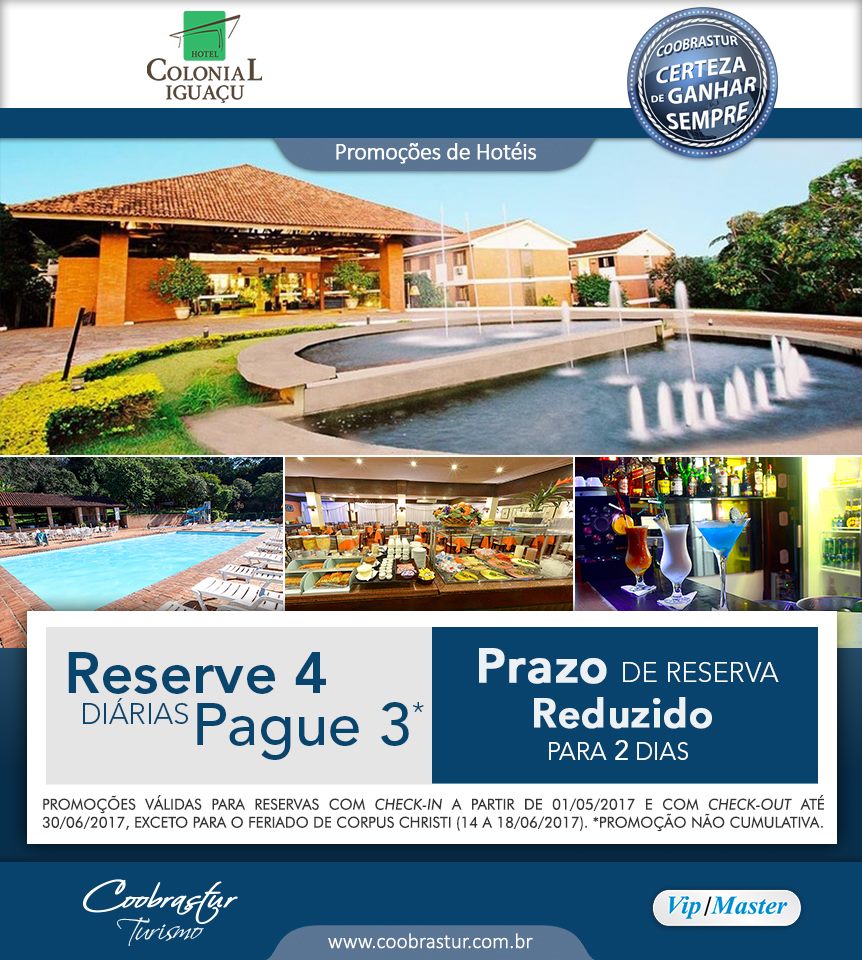 HOTEL
COLONIAL
IGUAÇU
COOBRASTUR
CERTEZA
DE GANHAR
SEMPRE
Promoções de Hotéis
Reserve 4
DIÁRIAS Pague 3*
Prazo DE RESERVA
Reduzido
PARA 2 DIAS
PROMOÇÕES VÁLIDAS PARA RESERVAS COM CHECK-IN A PARTIR DE 01/05/2017 E COM CHECK-OUT ATÉ
30/06/2017, EXCETO PARA O FERIADO DE CORPUS CHRISTI (14 A 18/06/2017). *PROMOÇÃO NÃO CUMULATIVA.
Coobrastur
Turismo
Vip/Master
www.coobrastur.com.br